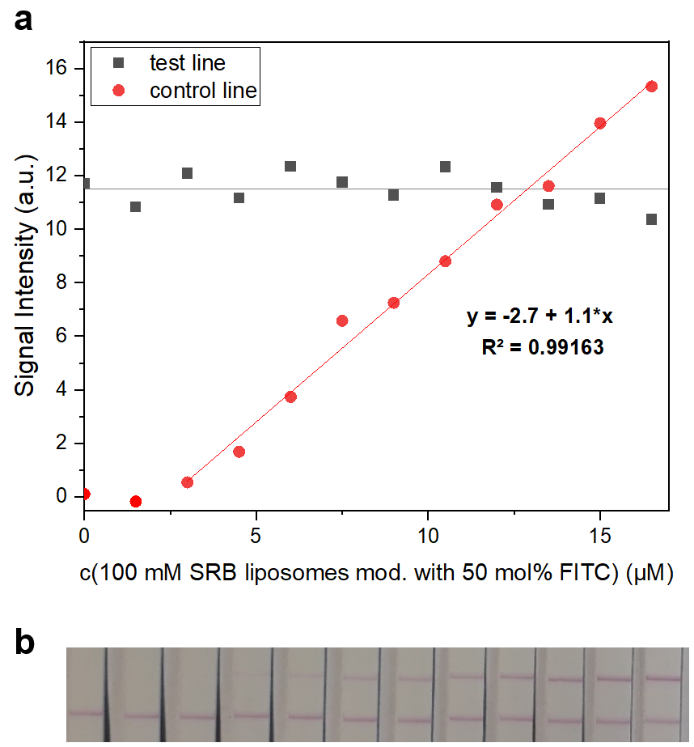 a
16
14
12
10
8
6
4
2
0
Signal Intensity (a.u.)
test line
control line
y = -2.7 + 1.1*x
R² = 0.99163
0 5 10 15
c(100 mM SRB liposomes mod. with 50 mol% FITC) (µM)
b